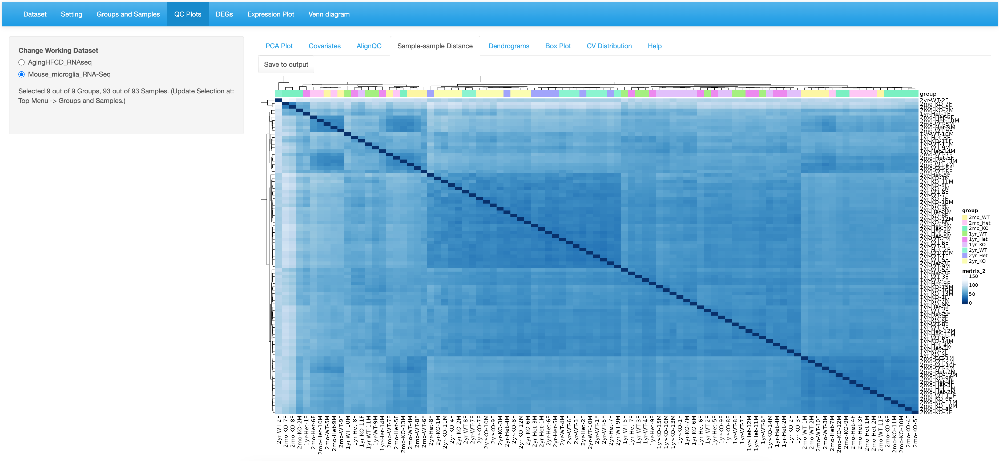 Dataset
Setting
Groups and Samples
QC Plots
DEGs
Expression Plot
Venn diagram
Change Working Dataset
AgingHFCD_RNAseq
Mouse_microglia_RNA-Seq
Selected 9 out of 9 Groups, 93 out of 93 Samples. (Update Selection at:
Top Menu -> Groups and Samples.)
PCA Plot
Covariates
AlignQC
Sample-sample Distance
Dendrograms
Box Plot
CV Distribution
Help
Save to output
group
2yr-WT-2F
2mo-KO-7F
2mo-KO-8F
2mo-KO-2M
1yr-Het-1F
2mo-Het-6F
2mo-Het-10M
2mo-WT-5M
2mo-Het-9M
2mo-WT-9F
1yr-WT-10M
1yr-Het-8F
1yr-KO-11F
1yr-WT-11M
1yr-WT-9M
1yr-Het-14M
2mo-WT-7F
2mo-Het-5F
2mo-KO-13M
2mo-WT-4M
2mo-WT-8F
2mo-WT-6F
2yr-Het-8F
2yr-KO-1M
2yr-KO-11M
2yr-KO-4F
2yr-KO-2M
2yr-WT-8F
2yr-WT-7F
2yr-KO-7F
2yr-KO-10M
2yr-KO-9F
2yr-KO-3M
2yr-Het-4M
2yr-KO-8F
2yr-KO-12M
2yr-KO-6M
2yr-Het-3M
2yr-Het-1M
2yr-Het-6F
2yr-Het-5M
2yr-WT-4M
2yr-WT-6F
2yr-WT-3F
2yr-Het-2F
2yr-WT-10M
2yr-WT-1F
2yr-WT-5F
2yr-Het-7F
2yr-WT-9M
1yr-WT-5F
1yr-Het-7F
1yr-WT-3F
1yr-WT-4F
1yr-Het-9F
1yr-KO-15M
1yr-KO-16M
1yr-KO-13M
1yr-KO-1F
1yr-KO-7M
1yr-KO-6M
1yr-Het-6F
1yr-WT-2F
1yr-Het-5F
1yr-KO-9F
1yr-KO-8F
1yr-WT-8F
1yr-WT-7F
1yr-Het-12M
1yr-Het-11M
1yr-WT-6F
1yr-KO-14M
1yr-Het-4M
1yr-Het-2M
1yr-KO-2F
1yr-KO-3F
2mo-WT-1M
2mo-WT-2M
2mo-WT-10F
2mo-WT-3M
2mo-Het-7M
2mo-KO-12M
2mo-KO-9M
2mo-Het-4F
2mo-Het-3F
2mo-Het-1M
2mo-Het-2M
2mo-WT-11F
2mo-KO-6F
2mo-KO-11M
2mo-KO-10M
2mo-KO-4F
2mo-KO-5F
group
2mo_WT
2mo_Het
2mo_KO
1yr_WT
1yr_Het
1yr_KO
2yr_WT
2yr_Het
2yr_KO
matrix_2
150
100
50
0
2yr-WT-2F
2mo-KO-7F
2mo-KO-8F
2mo-KO-2M
1yr-Het-1F
2mo-Het-6F
2mo-Het-10M
2mo-WT-5M
2mo-Het-9M
2mo-WT-9F
1yr-WT-10M
1yr-Het-8F
1yr-KO-11F
1yr-WT-11M
1yr-WT-9M
1yr-Het-14M
2mo-WT-7F
2mo-Het-5F
2mo-KO-13M
2mo-WT-4M
2mo-WT-8F
2mo-WT-6F
2yr-Het-8F
2yr-KO-1M
2yr-KO-11M
2yr-KO-4F
2yr-KO-2M
2yr-WT-8F
2yr-WT-7F
2yr-KO-7F
2yr-KO-10M
2yr-KO-9F
2yr-KO-3M
2yr-Het-4M
2yr-KO-8F
2yr-KO-12M
2yr-KO-6M
2yr-Het-3M
2yr-Het-1M
2yr-Het-6F
2yr-Het-5M
2yr-WT-4M
2yr-WT-6F
2yr-WT-3F
2yr-Het-2F
2yr-WT-10M
2yr-WT-1F
2yr-WT-5F
2yr-Het-7F
2yr-WT-9M
1yr-WT-5F
1yr-Het-7F
1yr-WT-3F
1yr-WT-4F
1yr-Het-9F
1yr-KO-15M
1yr-KO-16M
1yr-KO-13M
1yr-KO-1F
1yr-KO-7M
1yr-KO-6M
1yr-Het-6F
1yr-WT-2F
1yr-Het-5F
1yr-KO-9F
1yr-KO-8F
1yr-WT-8F
1yr-WT-7F
1yr-Het-12M
1yr-Het-11M
1yr-WT-6F
1yr-KO-14M
1yr-Het-4M
1yr-Het-2M
1yr-KO-2F
1yr-KO-3F
2mo-WT-1M
2mo-WT-2M
2mo-WT-10F
2mo-WT-3M
2mo-Het-7M
2mo-KO-12M
2mo-KO-9M
2mo-Het-4F
2mo-Het-3F
2mo-Het-1M
2mo-Het-2M
2mo-WT-11F
2mo-KO-6F
2mo-KO-11M
2mo-KO-10M
2mo-KO-4F
2mo-KO-5F